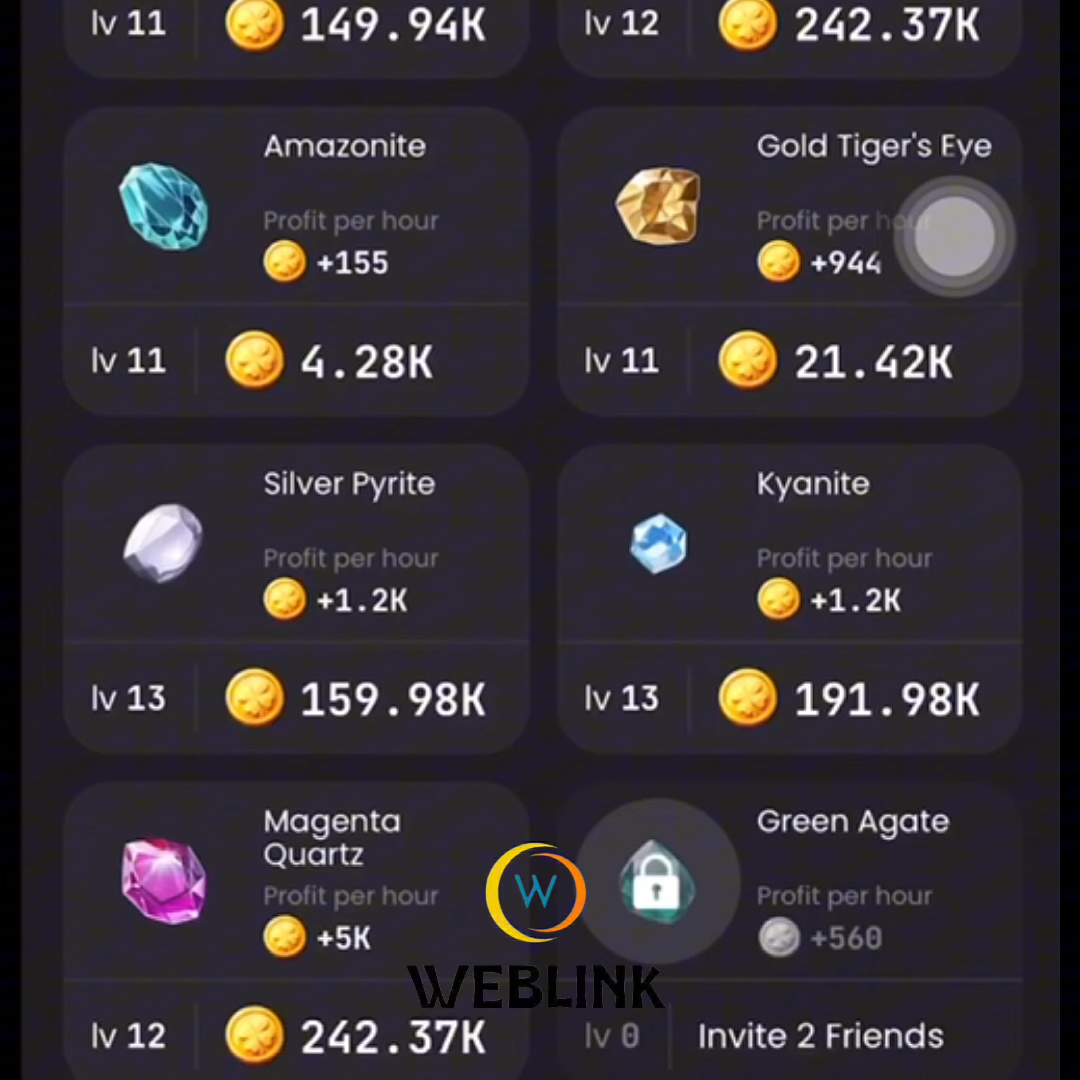 lv 11 149.94K
lv 12 242.37K
Amazonite
Profit per hour
+155
lv 11 4.28K
Gold Tiger's Eye
Profit per hour
+944
lv 11 21.42K
Silver Pyrite
Profit per hour
+1.2K
lv 13 159.98K
Kyanite
Profit per hour
+1.2K
lv 13 191.98K
Magenta
Quartz
Profit per hour
+5K
lv 12 242.37K
Green Agate
Profit per hour
+560
lv 0 Invite 2 Friends
W
WEBLINK